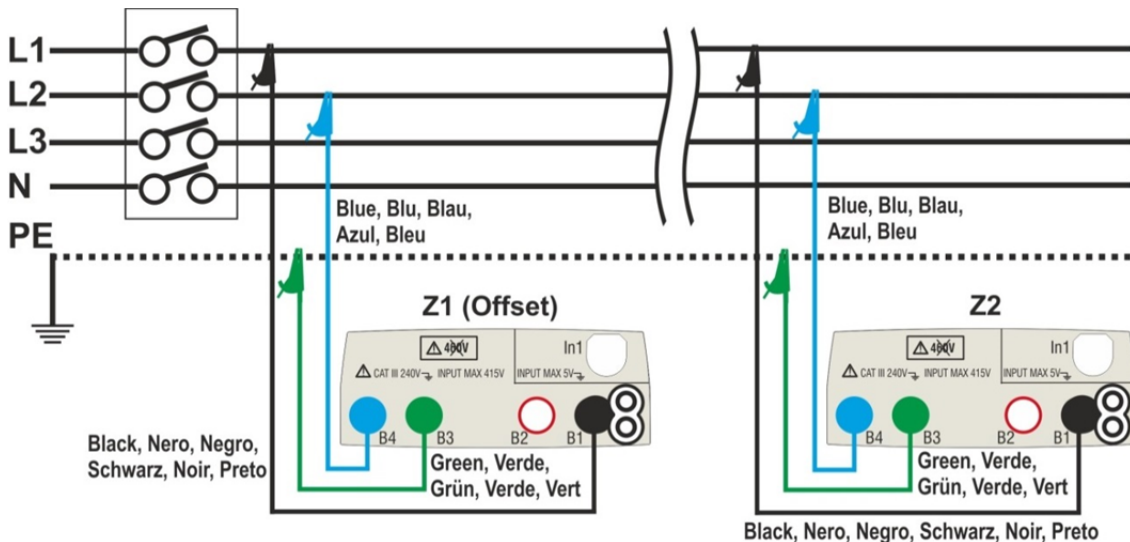 L1
L2
L3
N
PE
Blue, Blu, Blau,
Azul, Bleu
Blue, Blu, Blau,
Azul, Bleu
Z1 (Offset)
460V
In1
CAT III 240V INPUT MAX 415V
INPUT MAX 5V
B4
B3
B2
B1
Black, Nero, Negro,
Schwarz, Noir, Preto
Green, Verde,
Grün, Verde, Vert
Z2
460V
In1
CAT III 240V INPUT MAX 415V
INPUT MAX 5V
B4
B3
B2
B1
Green, Verde,
Grün, Verde, Vert
Black, Nero, Negro, Schwarz, Noir, Preto